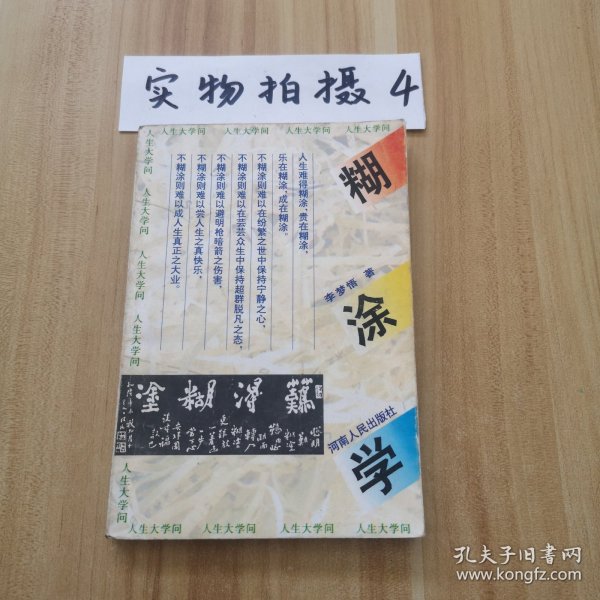 实物拍摄4
人生大学问 人生大学问 人生大学问 人生大学问
人生大学问
人生大学问
人生大学问
人生大学问
人生大学问
糊涂学
李梦悟 著
河南人民出版社
人生难得糊涂、贵在糊涂，
乐在糊涂，成在糊涂。
不糊涂则难以在纷繁之世中保持宁静之心，
不糊涂则难以在芸芸众生中保持超群脱凡之态，
不糊涂则难以避明枪暗箭之伤害，
不糊涂则难以尝人生之真快乐，
不糊涂则难以成人生真正之大业。
難得糊塗
人生大学问 人生大学问 人生大学问 人生大学问
孔夫子旧书网
www.kongfz.com